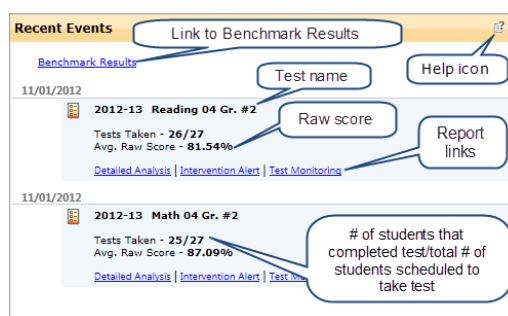 Recent Events
Link to Benchmark Results
Benchmark Results
Test name
Help icon
11/01/2012
2012-13 Reading 04 Gr. #2
Raw score
Tests Taken - 26/27
Avg. Raw Score - 81.54%
Report
links
Detailed Analysis | Intervention Alert | Test Monitoring
11/01/2012
2012-13 Math 04 Gr. #2
Tests Taken - 25/27
Avg. Raw Score - 87.09%
# of students that
completed test/total # of
students scheduled to
take test
Detailed Analysis | Intervention Alert | Test